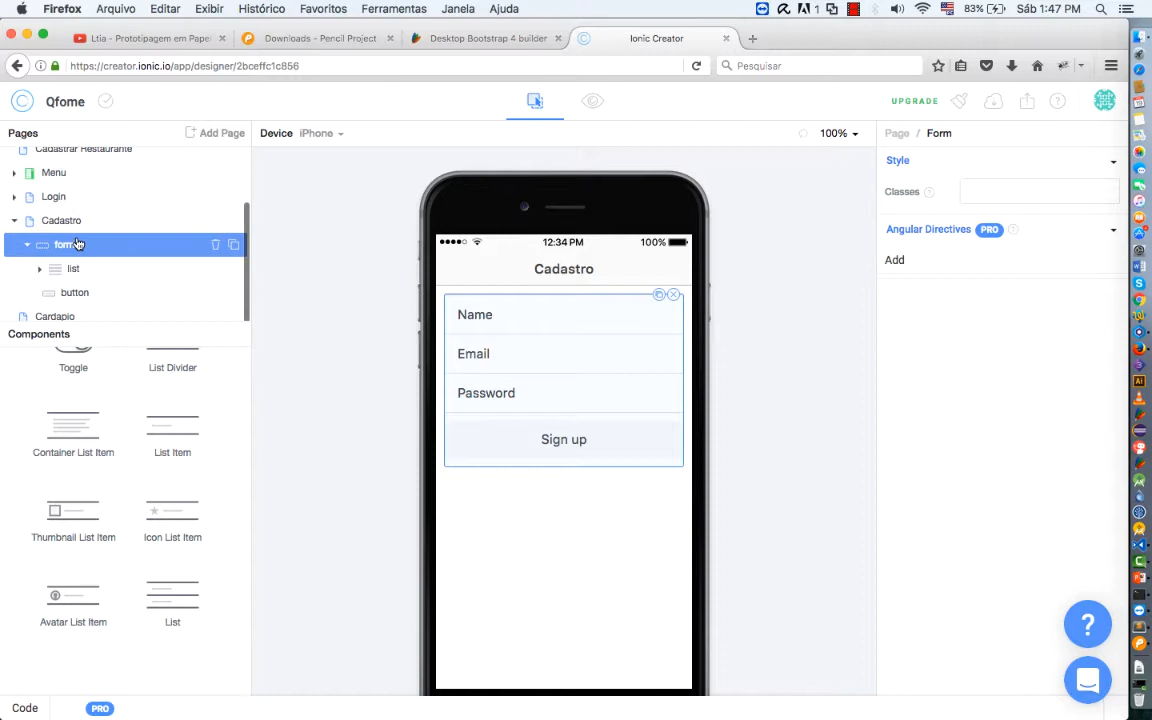 Firefox Arquivo Editar Exibir Histórico Favoritos Ferramentas Janela Ajuda 1 83% Sáb 1:47 PM
Ltia - Prototipagem em Papel
Downloads - Pencil Project
Desktop Bootstrap 4 builder
Ionic Creator
https://creator.ionic.io/app/designer/2bceffc1c856
Pesquisar
Qfome
UPGRADE
Pages
Add Page
Device iPhone
100%
Page / Form
Cadastrar Restaurante
Menu
Login
Cadastro
form
list
button
Cardapio
Components
Toggle
List Divider
Container List Item
List Item
Thumbnail List Item
Icon List Item
Avatar List Item
List
12:34 PM
100%
Cadastro
Name
Email
Password
Sign up
Style
Classes
Angular Directives PRO
Add
Code
PRO